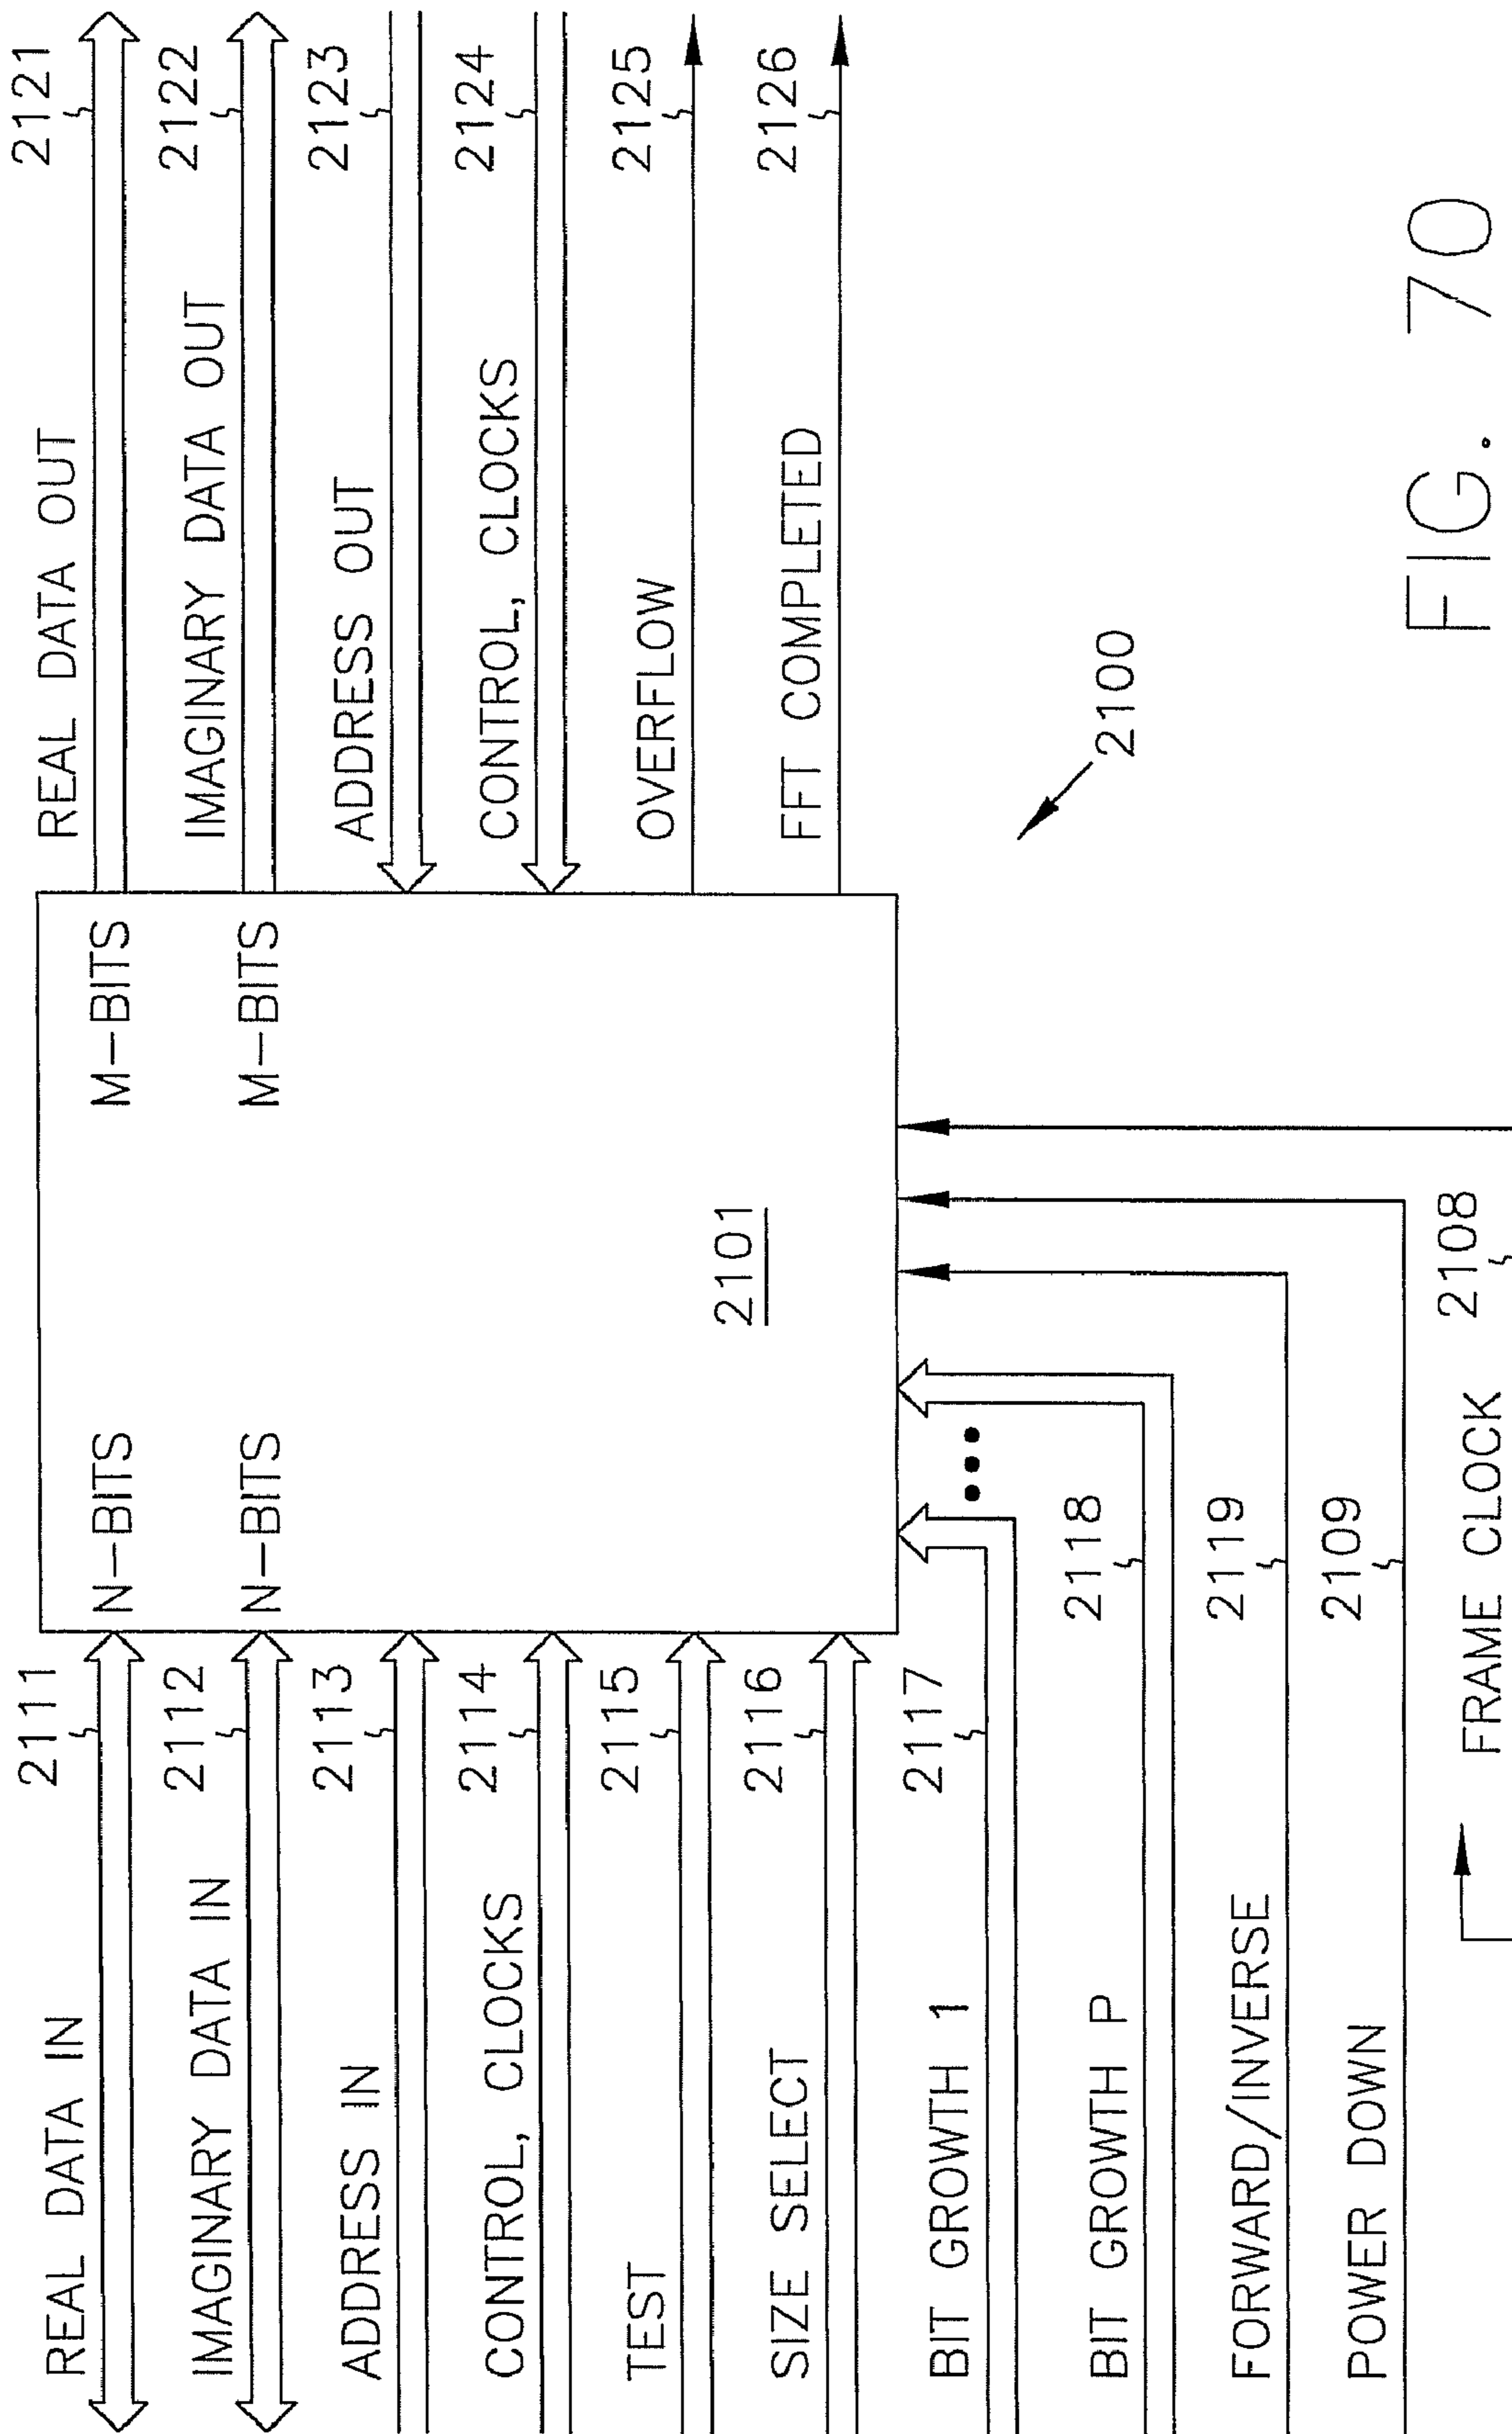 REAL DATA IN
2111
N–BITS
M–BITS
REAL DATA OUT
2121
IMAGINARY DATA IN
2112
N–BITS
M–BITS
IMAGINARY DATA OUT
2122
ADDRESS IN
2113
ADDRESS OUT
2123
CONTROL, CLOCKS
2114
CONTROL, CLOCKS
2124
TEST
2115
2101
OVERFLOW
2125
SIZE SELECT
2116
FFT COMPLETED
2126
BIT GROWTH 1
2117
•••
BIT GROWTH P
2118
2100
FORWARD/INVERSE
2119
POWER DOWN
2109
FRAME CLOCK 2108
FIG. 70